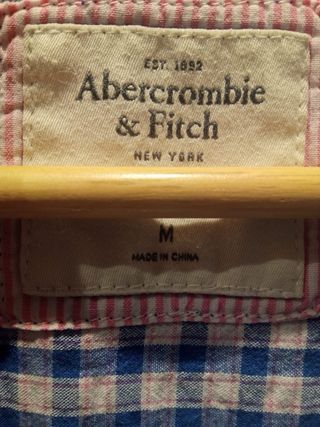 EST. 1892
Abercrombie
& Fitch
NEW YORK
M
MADE IN CHINA